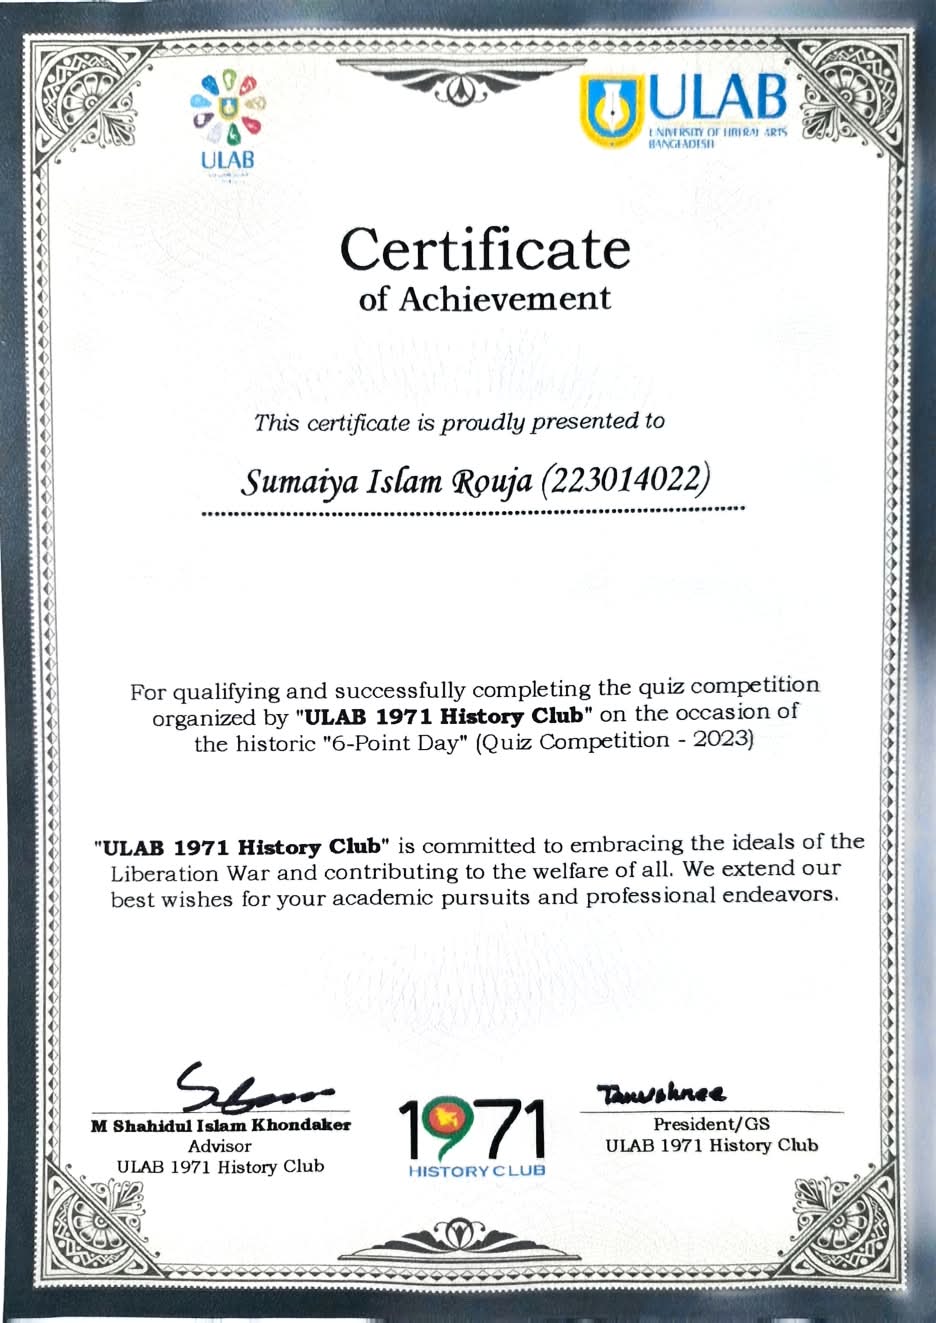 ULAB
ULAB
UNIVERSITY OF LIBERAL ARTS
BANGLADESH
Certificate
of Achievement
This certificate is proudly presented to
Sumaiya Islam Rouja (223014022)
For qualifying and successfully completing the quiz competition
organized by "ULAB 1971 History Club" on the occasion of
the historic "6-Point Day" (Quiz Competition - 2023)
"ULAB 1971 History Club" is committed to embracing the ideals of the
Liberation War and contributing to the welfare of all. We extend our
best wishes for your academic pursuits and professional endeavors.
M Shahidul Islam Khondaker
Advisor
ULAB 1971 History Club
1971
HISTORY CLUB
President/GS
ULAB 1971 History Club